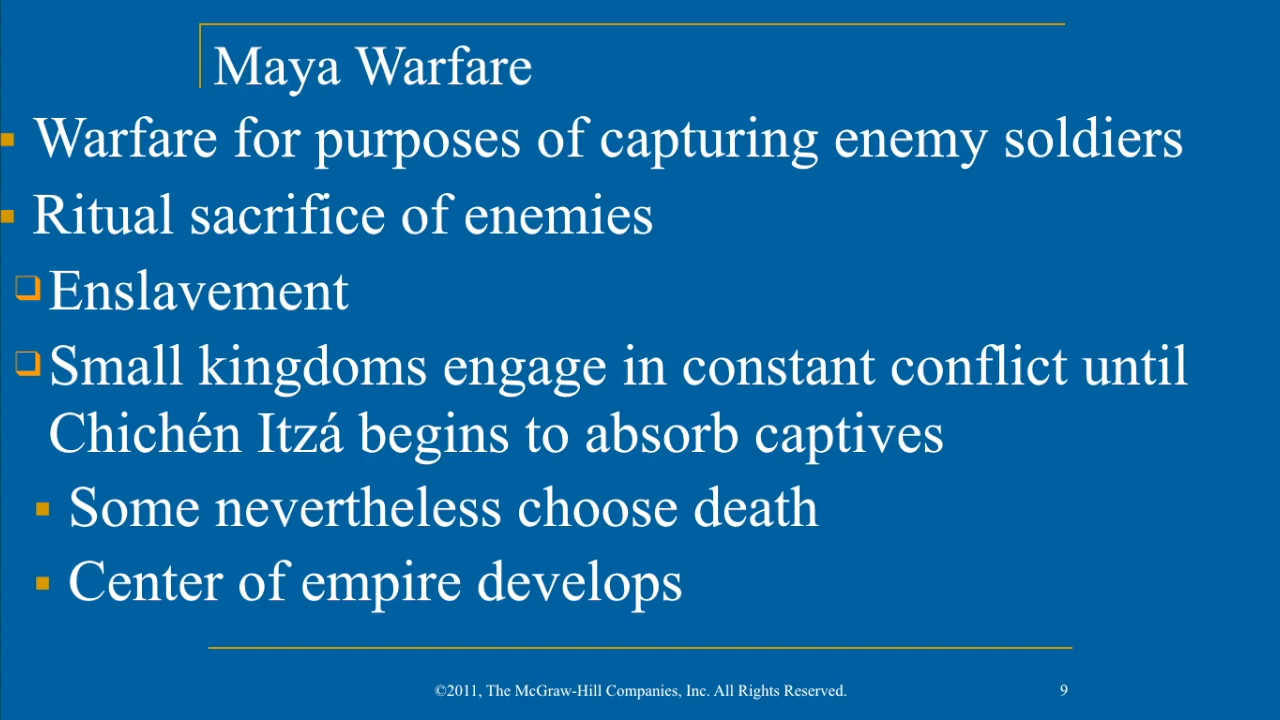 Maya Warfare
Warfare for purposes of capturing enemy soldiers
Ritual sacrifice of enemies
Enslavement
Small kingdoms engage in constant conflict until
Chichén Itzá begins to absorb captives
Some nevertheless choose death
Center of empire develops
©2011, The McGraw-Hill Companies, Inc. All Rights Reserved.
9